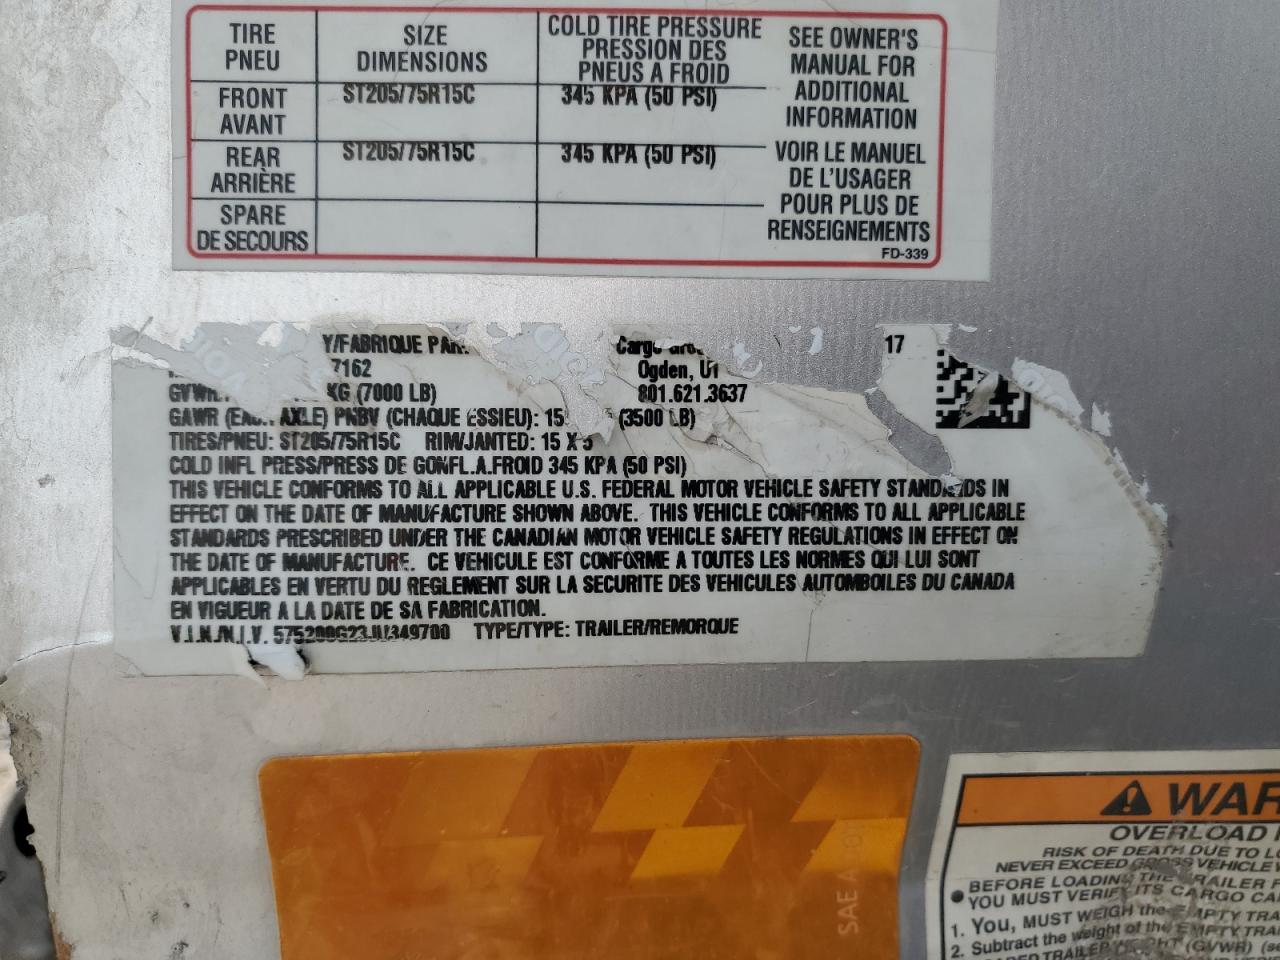 TIRE
PNEU
SIZE
DIMENSIONS
COLD TIRE PRESSURE
PRESSION DES
PNEUS A FROID
SEE OWNER'S
MANUAL FOR
ADDITIONAL
INFORMATION
FRONT
AVANT
ST205/75R15C
345 KPA (50 PSI)
REAR
ARRIÈRE
ST205/75R15C
345 KPA (50 PSI)
VOIR LE MANUEL
DE L'USAGER
POUR PLUS DE
RENSEIGNEMENTS
SPARE
DE SECOURS
FD-339
Y/FABRIQUE PAR: Cargo 17
7162 Ogden, UT
KG (7000 LB) 801.621.3637
GAWR AXLE) PNBV (CHAQUE ESSIEU): 15 (3500 LB)
TIRES/PNEU: ST205/75R15C RIM/JANTED: 15 X 5
COLD INFL PRESS/PRESS DE GONFL.A.FROID 345 KPA (50 PSI)
THIS VEHICLE CONFORMS TO ALL APPLICABLE U.S. FEDERAL MOTOR VEHICLE SAFETY STANDARDS IN
EFFECT ON THE DATE OF MANUFACTURE SHOWN ABOVE. THIS VEHICLE CONFORMS TO ALL APPLICABLE
STANDARDS PRESCRIBED UNDER THE CANADIAN MOTOR VEHICLE SAFETY REGULATIONS IN EFFECT ON
THE DATE OF MANUFACTURE. CE VEHICULE EST CONFORME A TOUTES LES NORMES QUI LUI SONT
APPLICABLES EN VERTU DU REGLEMENT SUR LA SECURITE DES VEHICULES AUTOMBOILES DU CANADA
EN VIGUEUR A LA DATE DE SA FABRICATION.
V.I.N./N.I.V. TYPE/TYPE: TRAILER/REMORQUE
SAE
WAR
OVERLOAD
RISK OF DEATH DUE TO
NEVER EXCEED GROSS VEHICLE
• BEFORE LOADING THE TRAILER
YOU MUST VERIFY ITS CARGO
1. You, MUST WEIGH the EMPTY TRA
2. Subtract the weight of the EMPTY TRA
(GVWR)